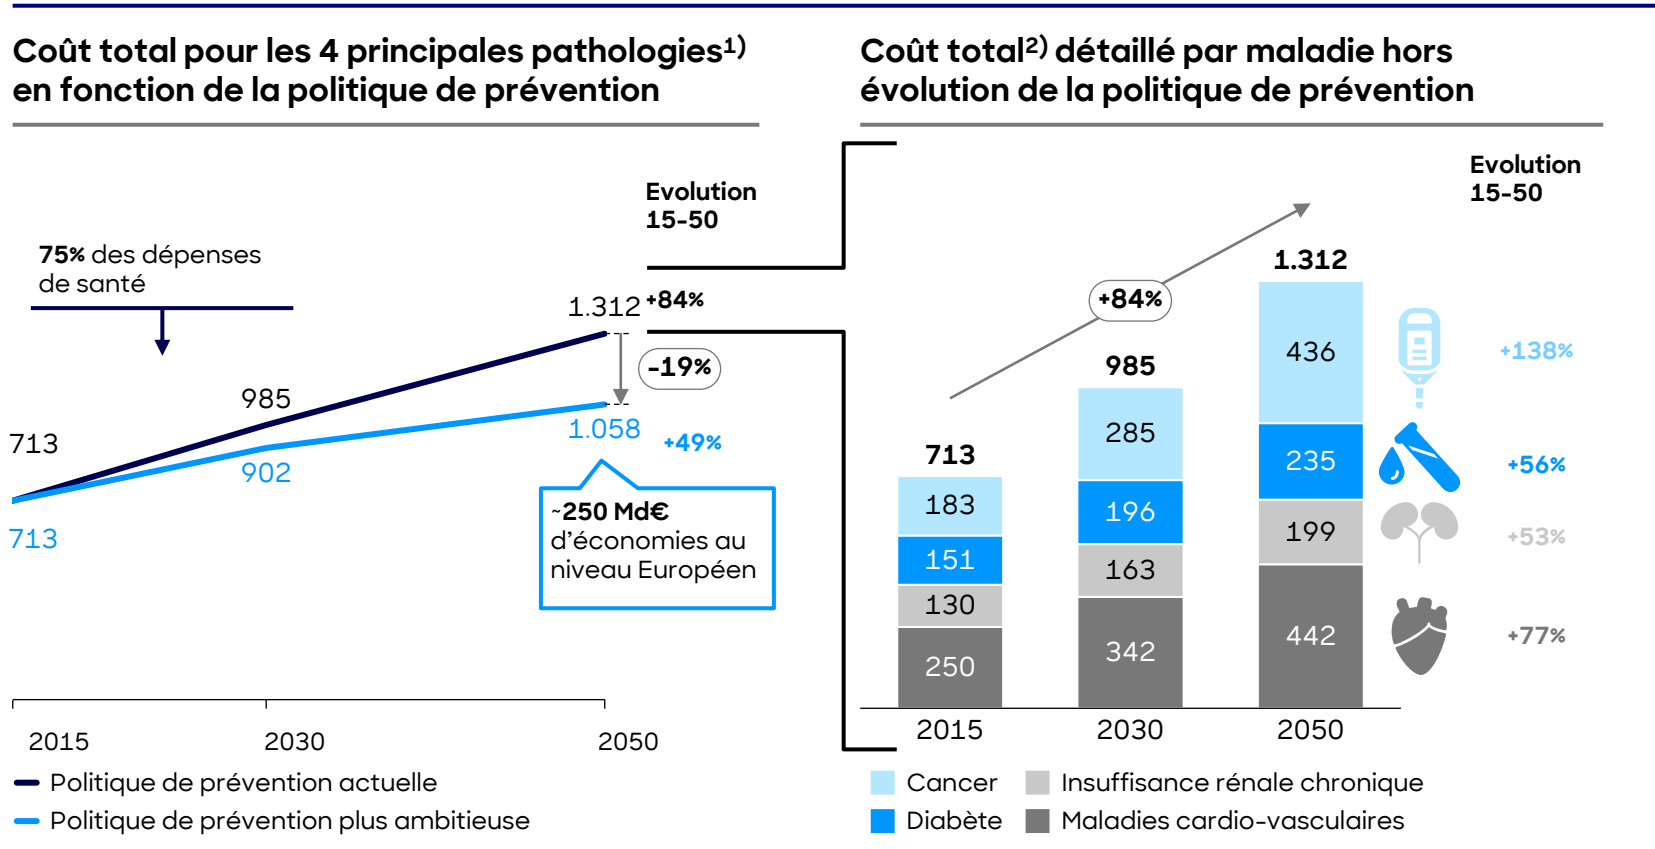 Coût total pour les 4 principales pathologies1)
en fonction de la politique de prévention
Evolution
15-50
75% des dépenses
de santé
1.312 +84%
-19%
985
713
1.058
+49%
902
713
~250 Md€
d'économies au
niveau Européen
2015 2030 2050
Politique de prévention actuelle
Politique de prévention plus ambitieuse
Coût total2) détaillé par maladie hors
évolution de la politique de prévention
Evolution
15-50
1.312
+84%
985
713
436
+138%
285
183
235
+56%
196
151
199
+53%
163
130
442
+77%
342
250
2015 2030 2050
Cancer Insuffisance rénale chronique
Diabète Maladies cardio-vasculaires